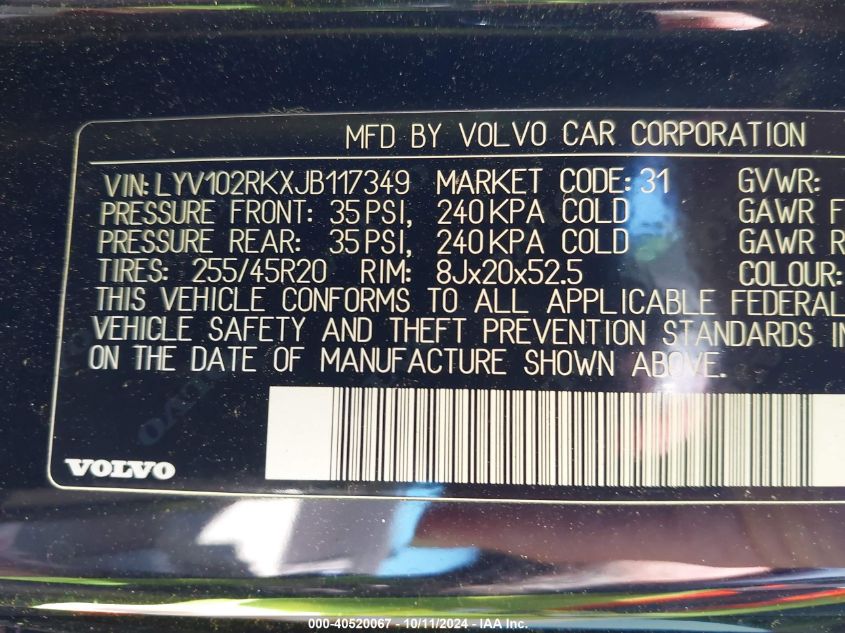 MFD BY VOLVO CAR CORPORATION
VIN: LYV102RKXJB117349 MARKET CODE: 31 GVWR:
PRESSURE FRONT: 35 PSI, 240 KPA COLD GAWR F
PRESSURE REAR: 35 PSI, 240 KPA COLD GAWR R
TIRES: 255/45R20 RIM: 8Jx20x52.5 COLOUR:
THIS VEHICLE CONFORMS TO ALL APPLICABLE FEDERAL
VEHICLE SAFETY AND THEFT PREVENTION STANDARDS IN
ON THE DATE OF MANUFACTURE SHOWN ABOVE.
VOLVO
000-40520067 - 10/11/2024 - IAA Inc.